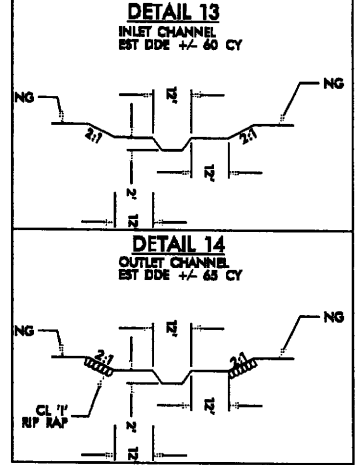 DETAIL 13
INLET CHANNEL
EST DDE +/- 60 CY
NG
NG
12'
2:1
2:1
2'
12'
12'
DETAIL 14
OUTLET CHANNEL
EST DDE +/- 65 CY
NG
NG
12'
2:1
2:1
CL 'I'
RIP RAP
2'
12'
12'